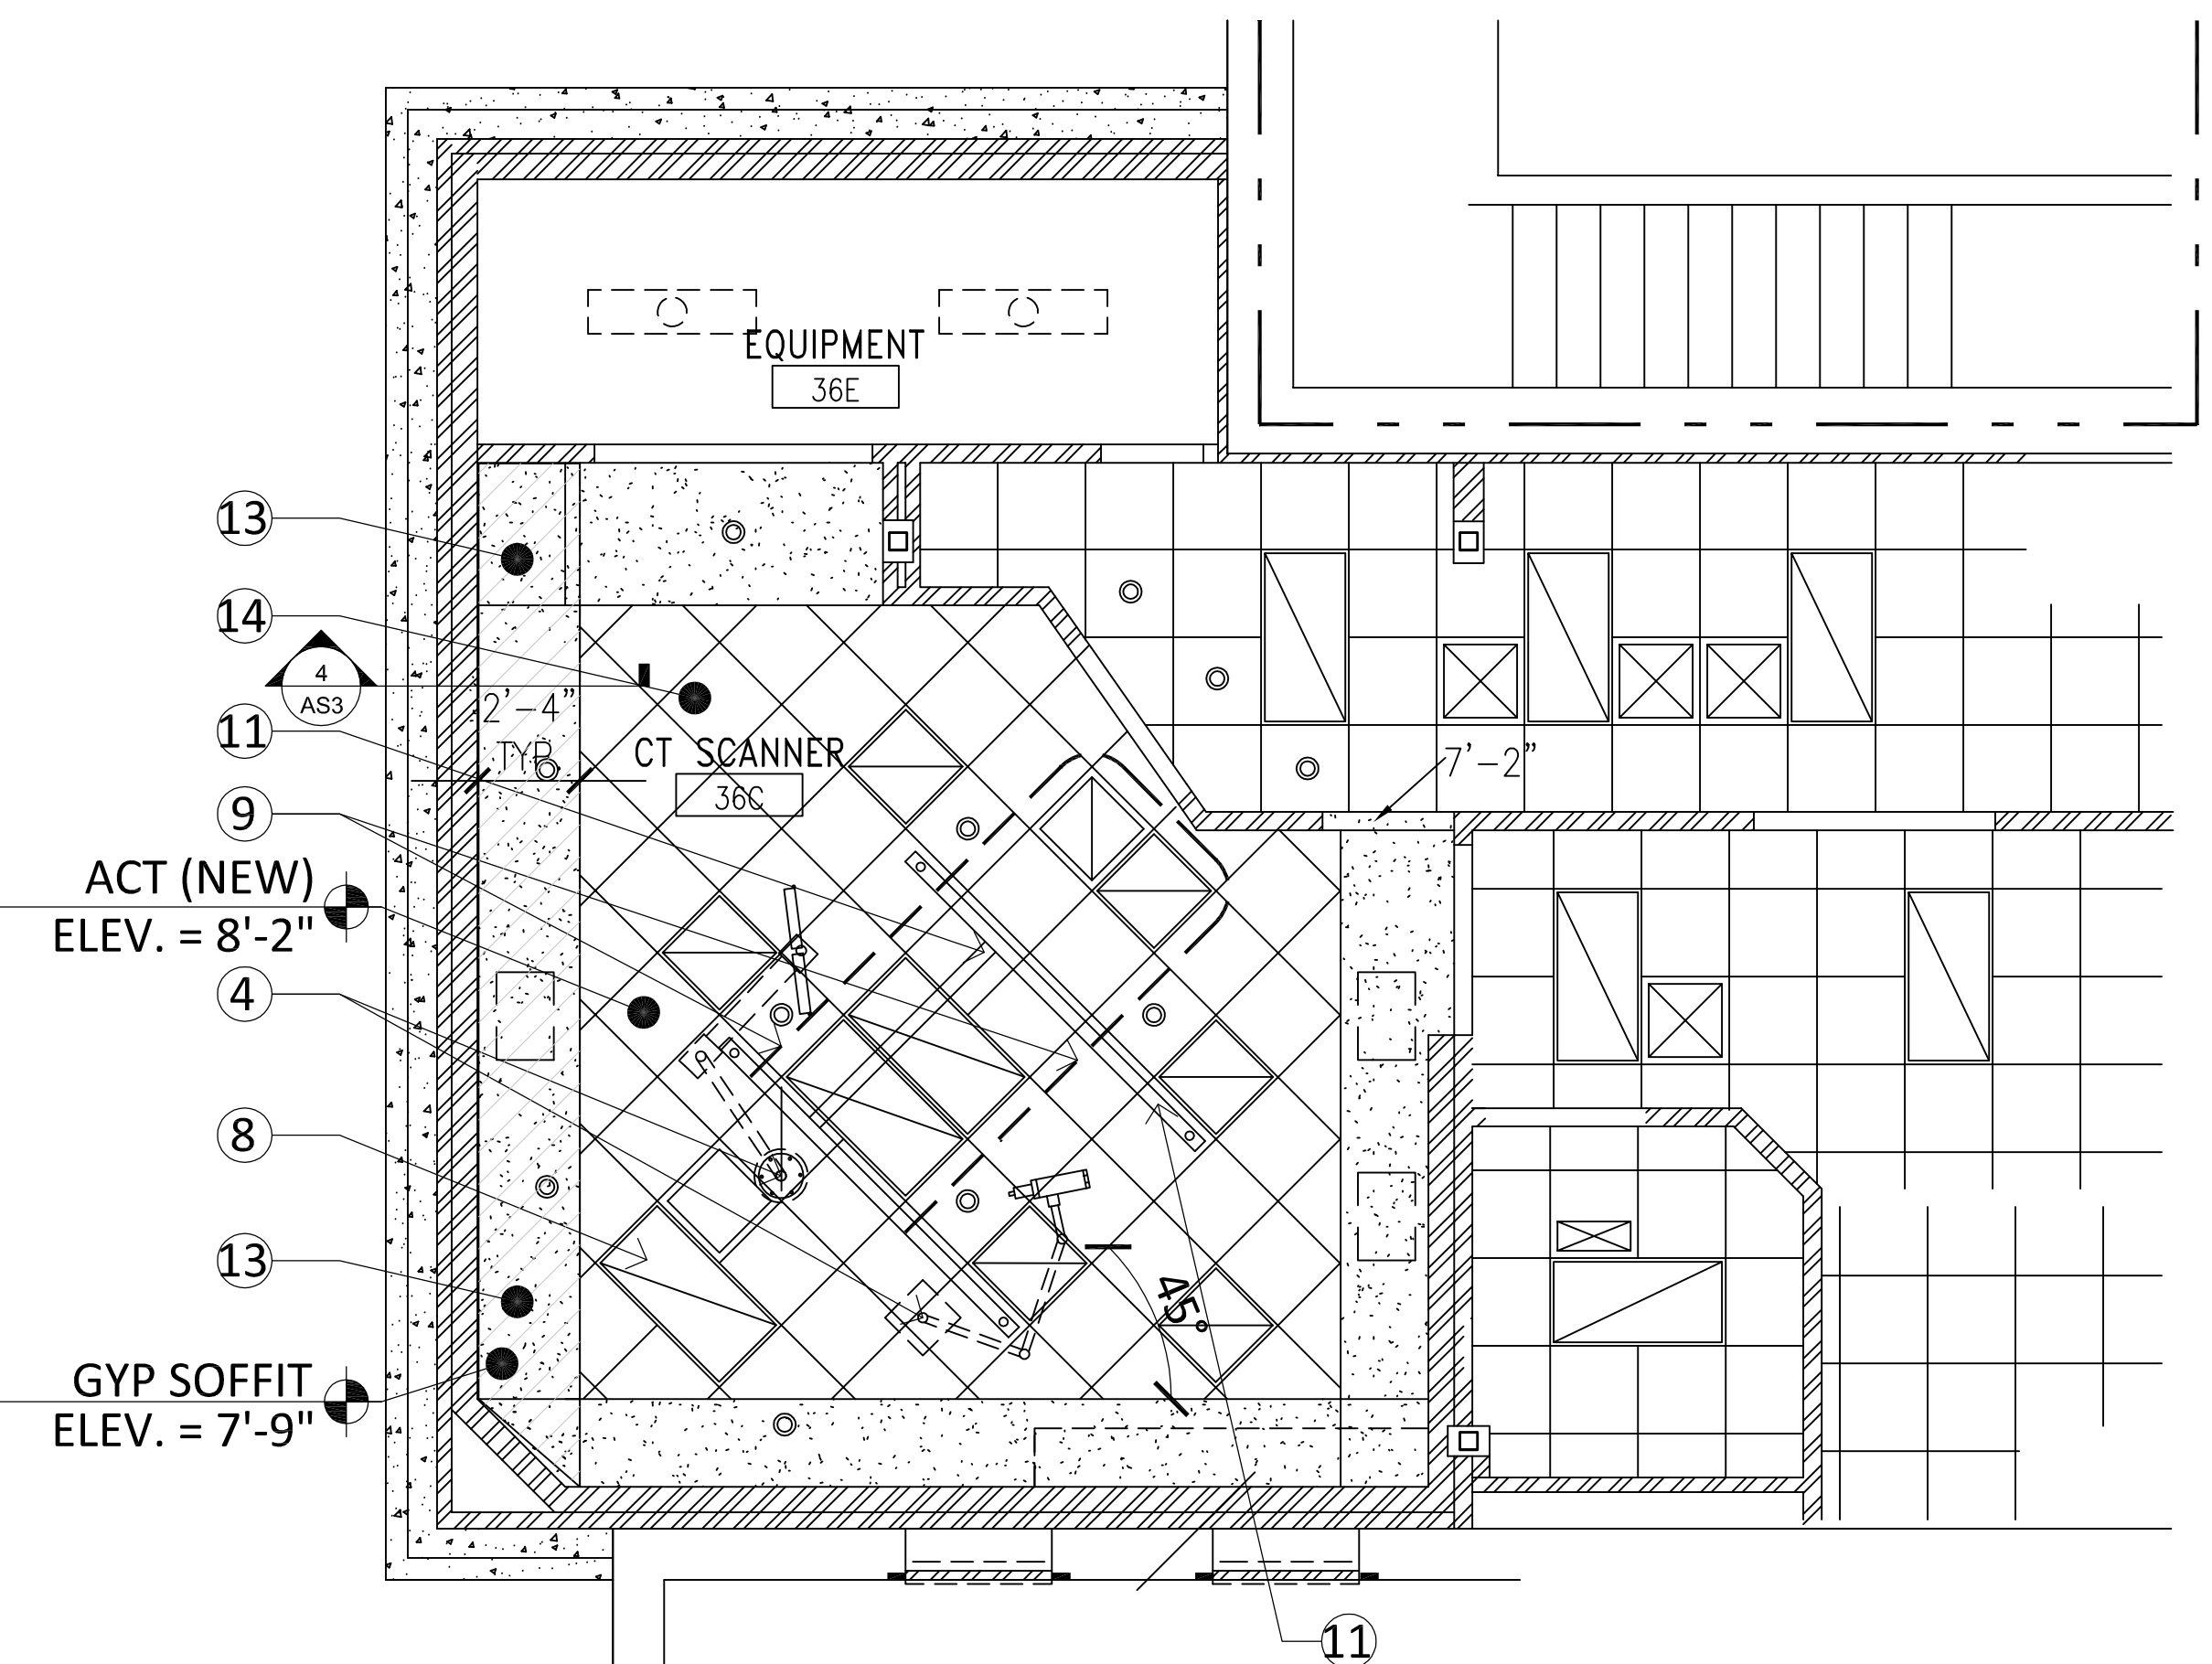 EQUIPMENT
36E
13
14
4
AS3
2'-4"
TYP.
11
CT SCANNER
36C
7'-2"
9
ACT (NEW)
ELEV. = 8'-2"
4
8
13
45°
GYP SOFFIT
ELEV. = 7'-9"
11